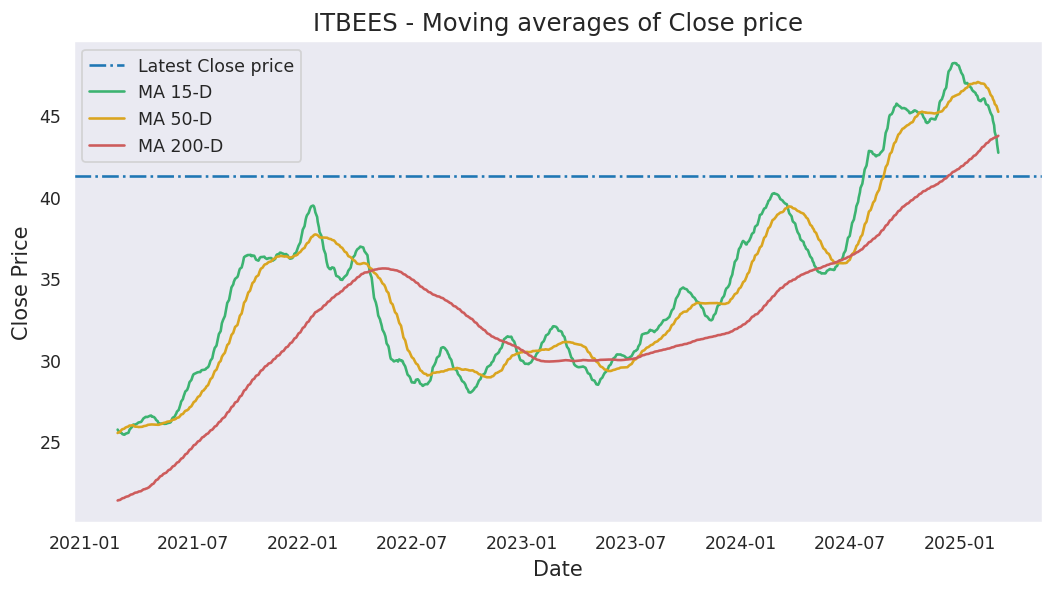 ITBEES - Moving averages of Close price
Latest Close price
MA 15-D
MA 50-D
MA 200-D
Close Price
45
40
35
30
25
2021-01
2021-07
2022-01
2022-07
2023-01
2023-07
2024-01
2024-07
2025-01
Date